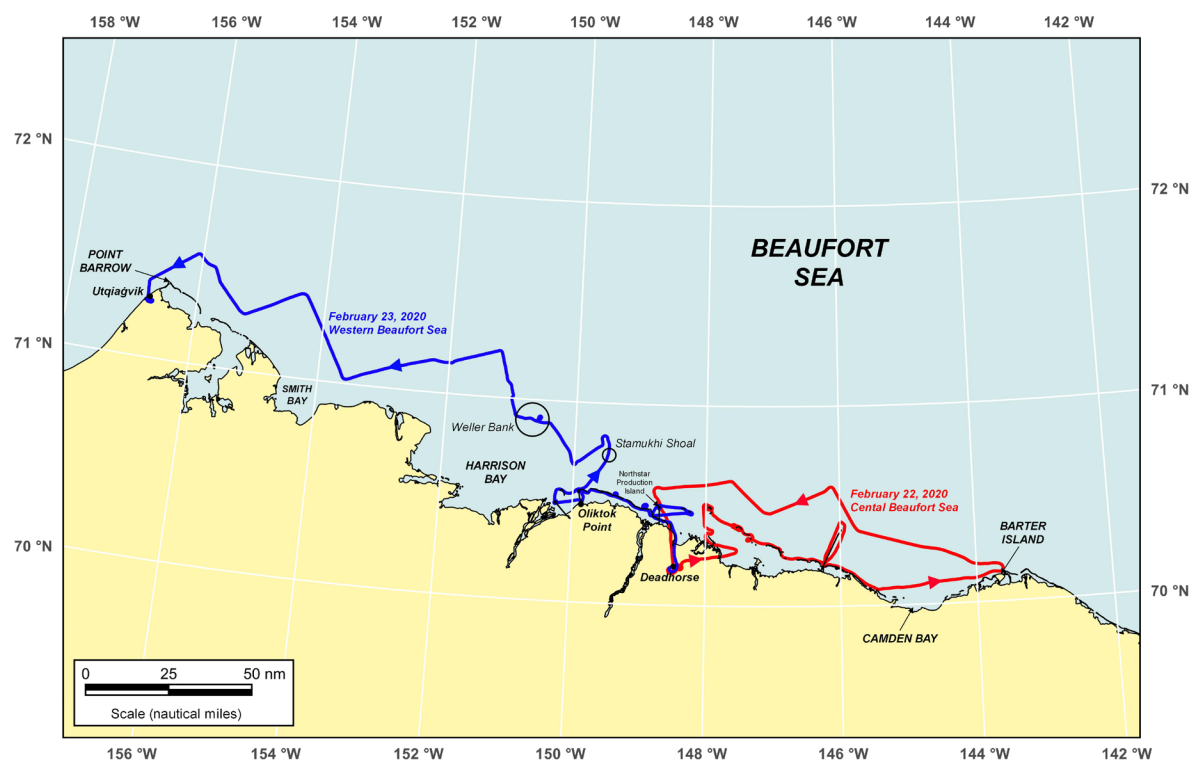 158 °W
156 °W
154 °W
152 °W
150 °W
148 °W
146 °W
144 °W
142 °W
72 °N
72 °N
BEAUFORT
SEA
POINT
BARROW
Utqiaġvik
February 23, 2020
Western Beaufort Sea
71 °N
71 °N
SMITH
BAY
Weller Bank
Stamukhi Shoal
HARRISON
BAY
Northstar
Production
Island
February 22, 2020
Cental Beaufort Sea
Oliktok
Point
BARTER
ISLAND
70 °N
70 °N
Deadhorse
CAMDEN BAY
0
25
50 nm
Scale (nautical miles)
156 °W
154 °W
152 °W
150 °W
148 °W
146 °W
144 °W
142 °W